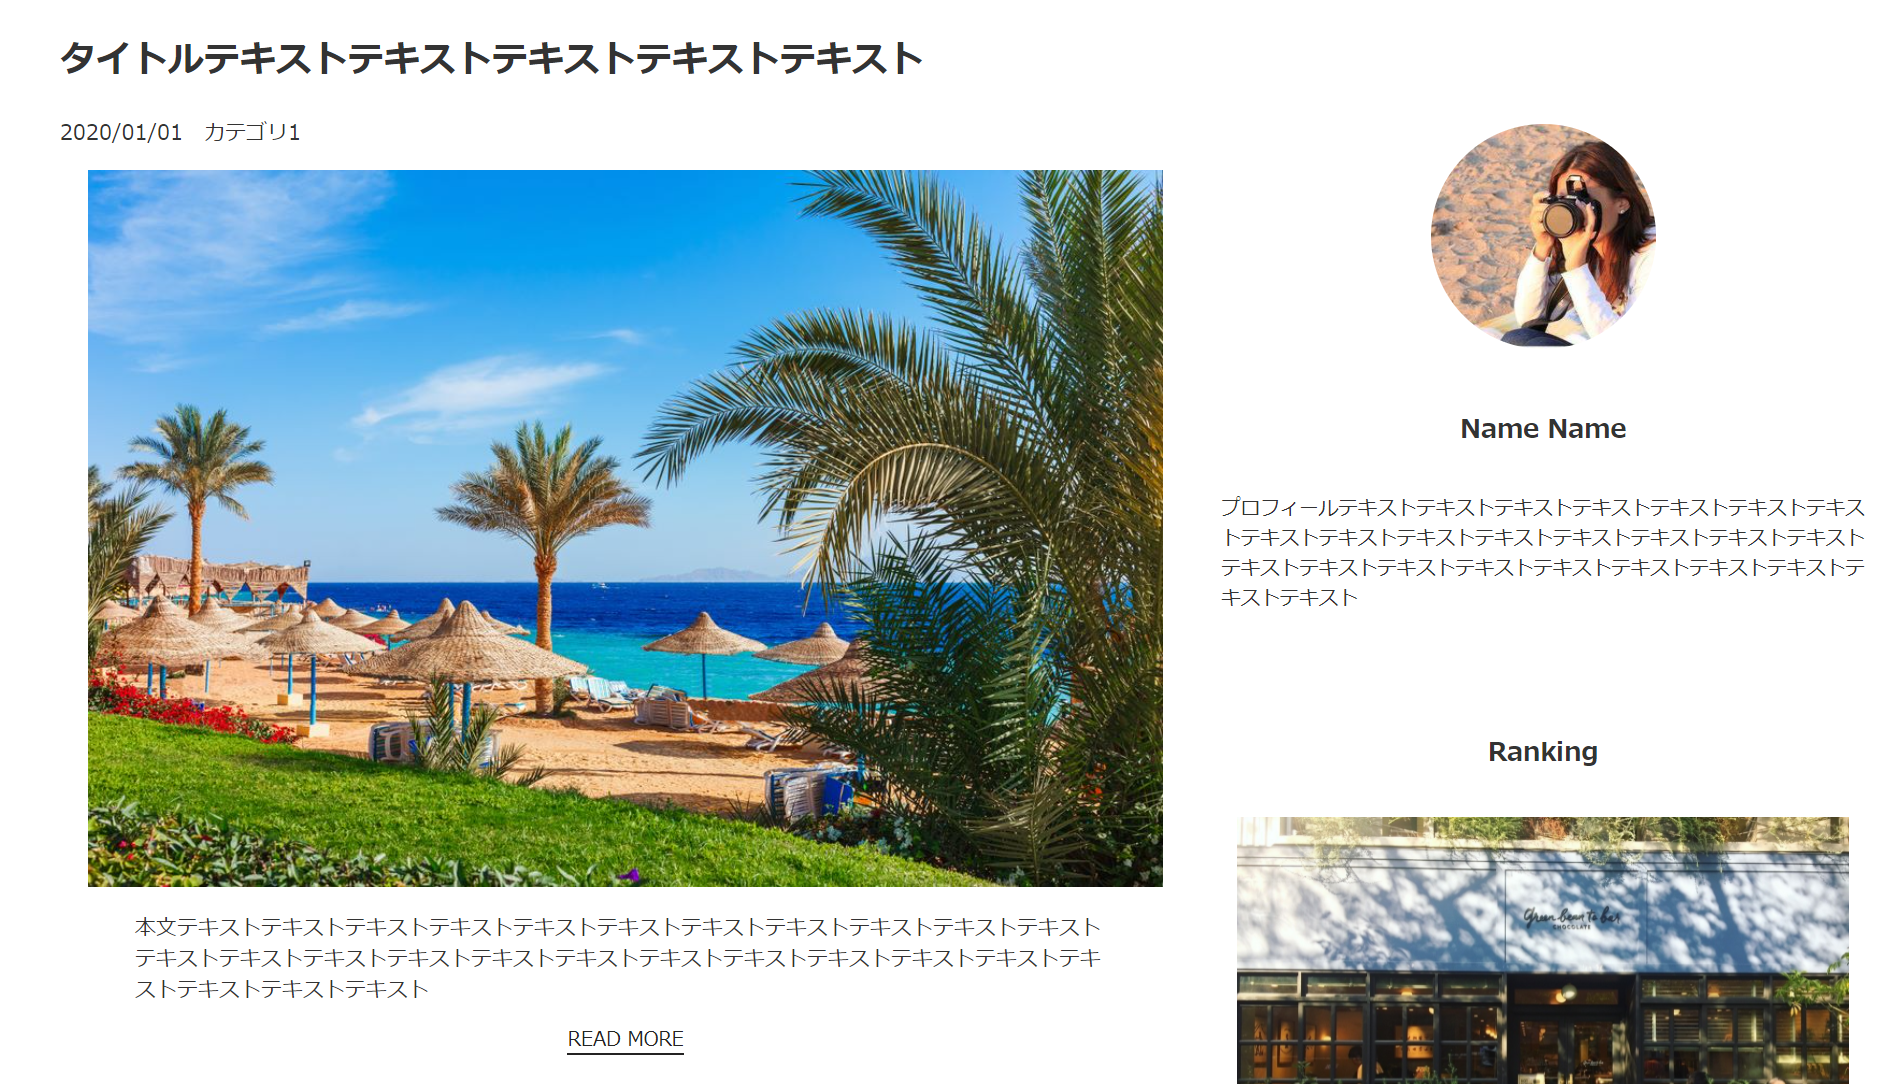 タイトルテキストテキストテキストテキストテキスト
2020/01/01 カテゴリ1
本文テキストテキストテキストテキストテキストテキストテキストテキストテキストテキストテキスト
テキストテキストテキストテキストテキストテキストテキストテキストテキストテキストテキストテキ
ストテキストテキストテキスト
READ MORE
Name Name
プロフィールテキストテキストテキストテキストテキストテキストテキス
トテキストテキストテキストテキストテキストテキストテキストテキスト
テキストテキストテキストテキストテキストテキストテキストテキストテ
キストテキスト
Ranking
Green bean to bar
CHOCOLATE